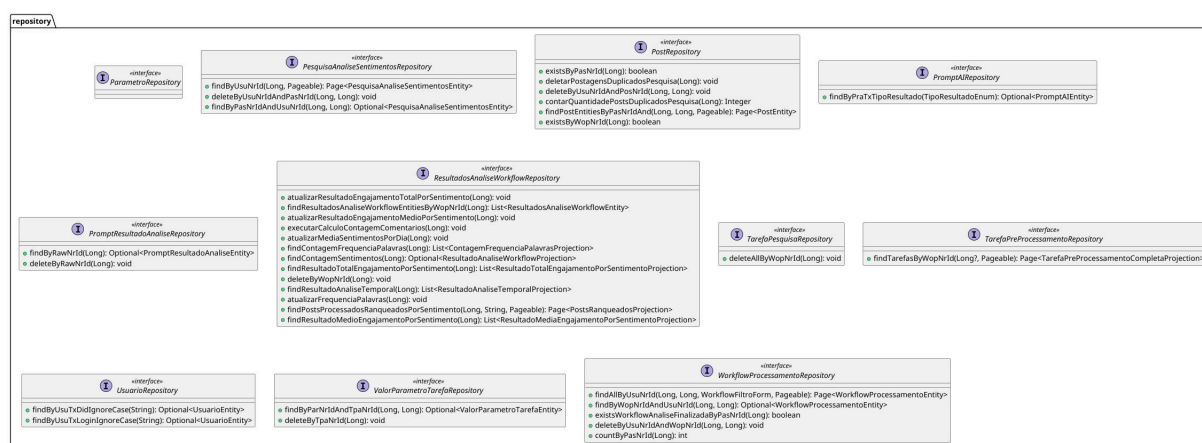 repository
«interface»
I ParametroRepository
«interface»
I PesquisaAnaliseSentimentosRepository
findByUsuNrId(Long, Pageable): Page<PesquisaAnaliseSentimentosEntity>
deleteByUsuNrIdAndPasNrId(Long, Long): void
findByPasNrIdAndUsuNrId(Long, Long): Optional<PesquisaAnaliseSentimentosEntity>
«interface»
I PostRepository
existsByPasNrId(Long): boolean
deletarPostagensDuplicadosPesquisa(Long): void
deleteByUsuNrIdAndPosNrId(Long, Long): void
contarQuantidadePostsDuplicadosPesquisa(Long): Integer
findPostEntitiesByPasNrIdAnd(Long, Long, Pageable): Page<PostEntity>
existsByWopNrId(Long): boolean
«interface»
I PromptAIRepository
findByPraTxTipoResultado(TipoResultadoEnum): Optional<PromptAIEntity>
«interface»
I PromptResultadoAnaliseRepository
findByRawNrId(Long): Optional<PromptResultadoAnaliseEntity>
deleteByRawNrId(Long): void
«interface»
I ResultadosAnaliseWorkflowRepository
atualizarResultadoEngajamentoTotalPorSentimento(Long): void
findResultadosAnaliseWorkflowEntitiesByWopNrId(Long): List<ResultadosAnaliseWorkflowEntity>
atualizarResultadoEngajamentoMedioPorSentimento(Long): void
executarCalculoContagemComentarios(Long): void
atualizarMediaSentimentosPorDia(Long): void
findContagemFrequenciaPalavras(Long): List<ContagemFrequenciaPalavrasProjection>
findContagemSentimentos(Long): Optional<ResultadoAnaliseWorkflowProjection>
findResultadoTotalEngajamentoPorSentimento(Long): List<ResultadoTotalEngajamentoPorSentimentoProjection>
deleteByWopNrId(Long): void
findResultadoAnaliseTemporal(Long): List<ResultadoAnaliseTemporalProjection>
atualizarFrequenciaPalavras(Long): void
findPostsProcessadosRanqueadosPorSentimento(Long, String, Pageable): Page<PostsRanqueadosProjection>
findResultadoMedioEngajamentoPorSentimento(Long): List<ResultadoMediaEngajamentoPorSentimentoProjection>
«interface»
I TarefaPesquisaRepository
deleteAllByWopNrId(Long): void
«interface»
I TarefaPreProcessamentoRepository
findTarefasByWopNrId(Long?, Pageable): Page<TarefaPreProcessamentoCompletaProjection>
«interface»
I UsuarioRepository
findByUsuTxDidIgnoreCase(String): Optional<UsuarioEntity>
findByUsuTxLoginIgnoreCase(String): Optional<UsuarioEntity>
«interface»
I ValorParametroTarefaRepository
findByParNrIdAndTpaNrId(Long, Long): Optional<ValorParametroTarefaEntity>
deleteByTpaNrId(Long): void
«interface»
I WorkflowProcessamentoRepository
findAllByUsuNrId(Long, Long, WorkflowFiltroForm, Pageable): Page<WorkflowProcessamentoEntity>
findByWopNrIdAndUsuNrId(Long, Long): Optional<WorkflowProcessamentoEntity>
existsWorkflowAnaliseFinalizadaByPasNrId(Long): boolean
deleteByUsuNrIdAndWopNrId(Long, Long): void
countByPasNrId(Long): int